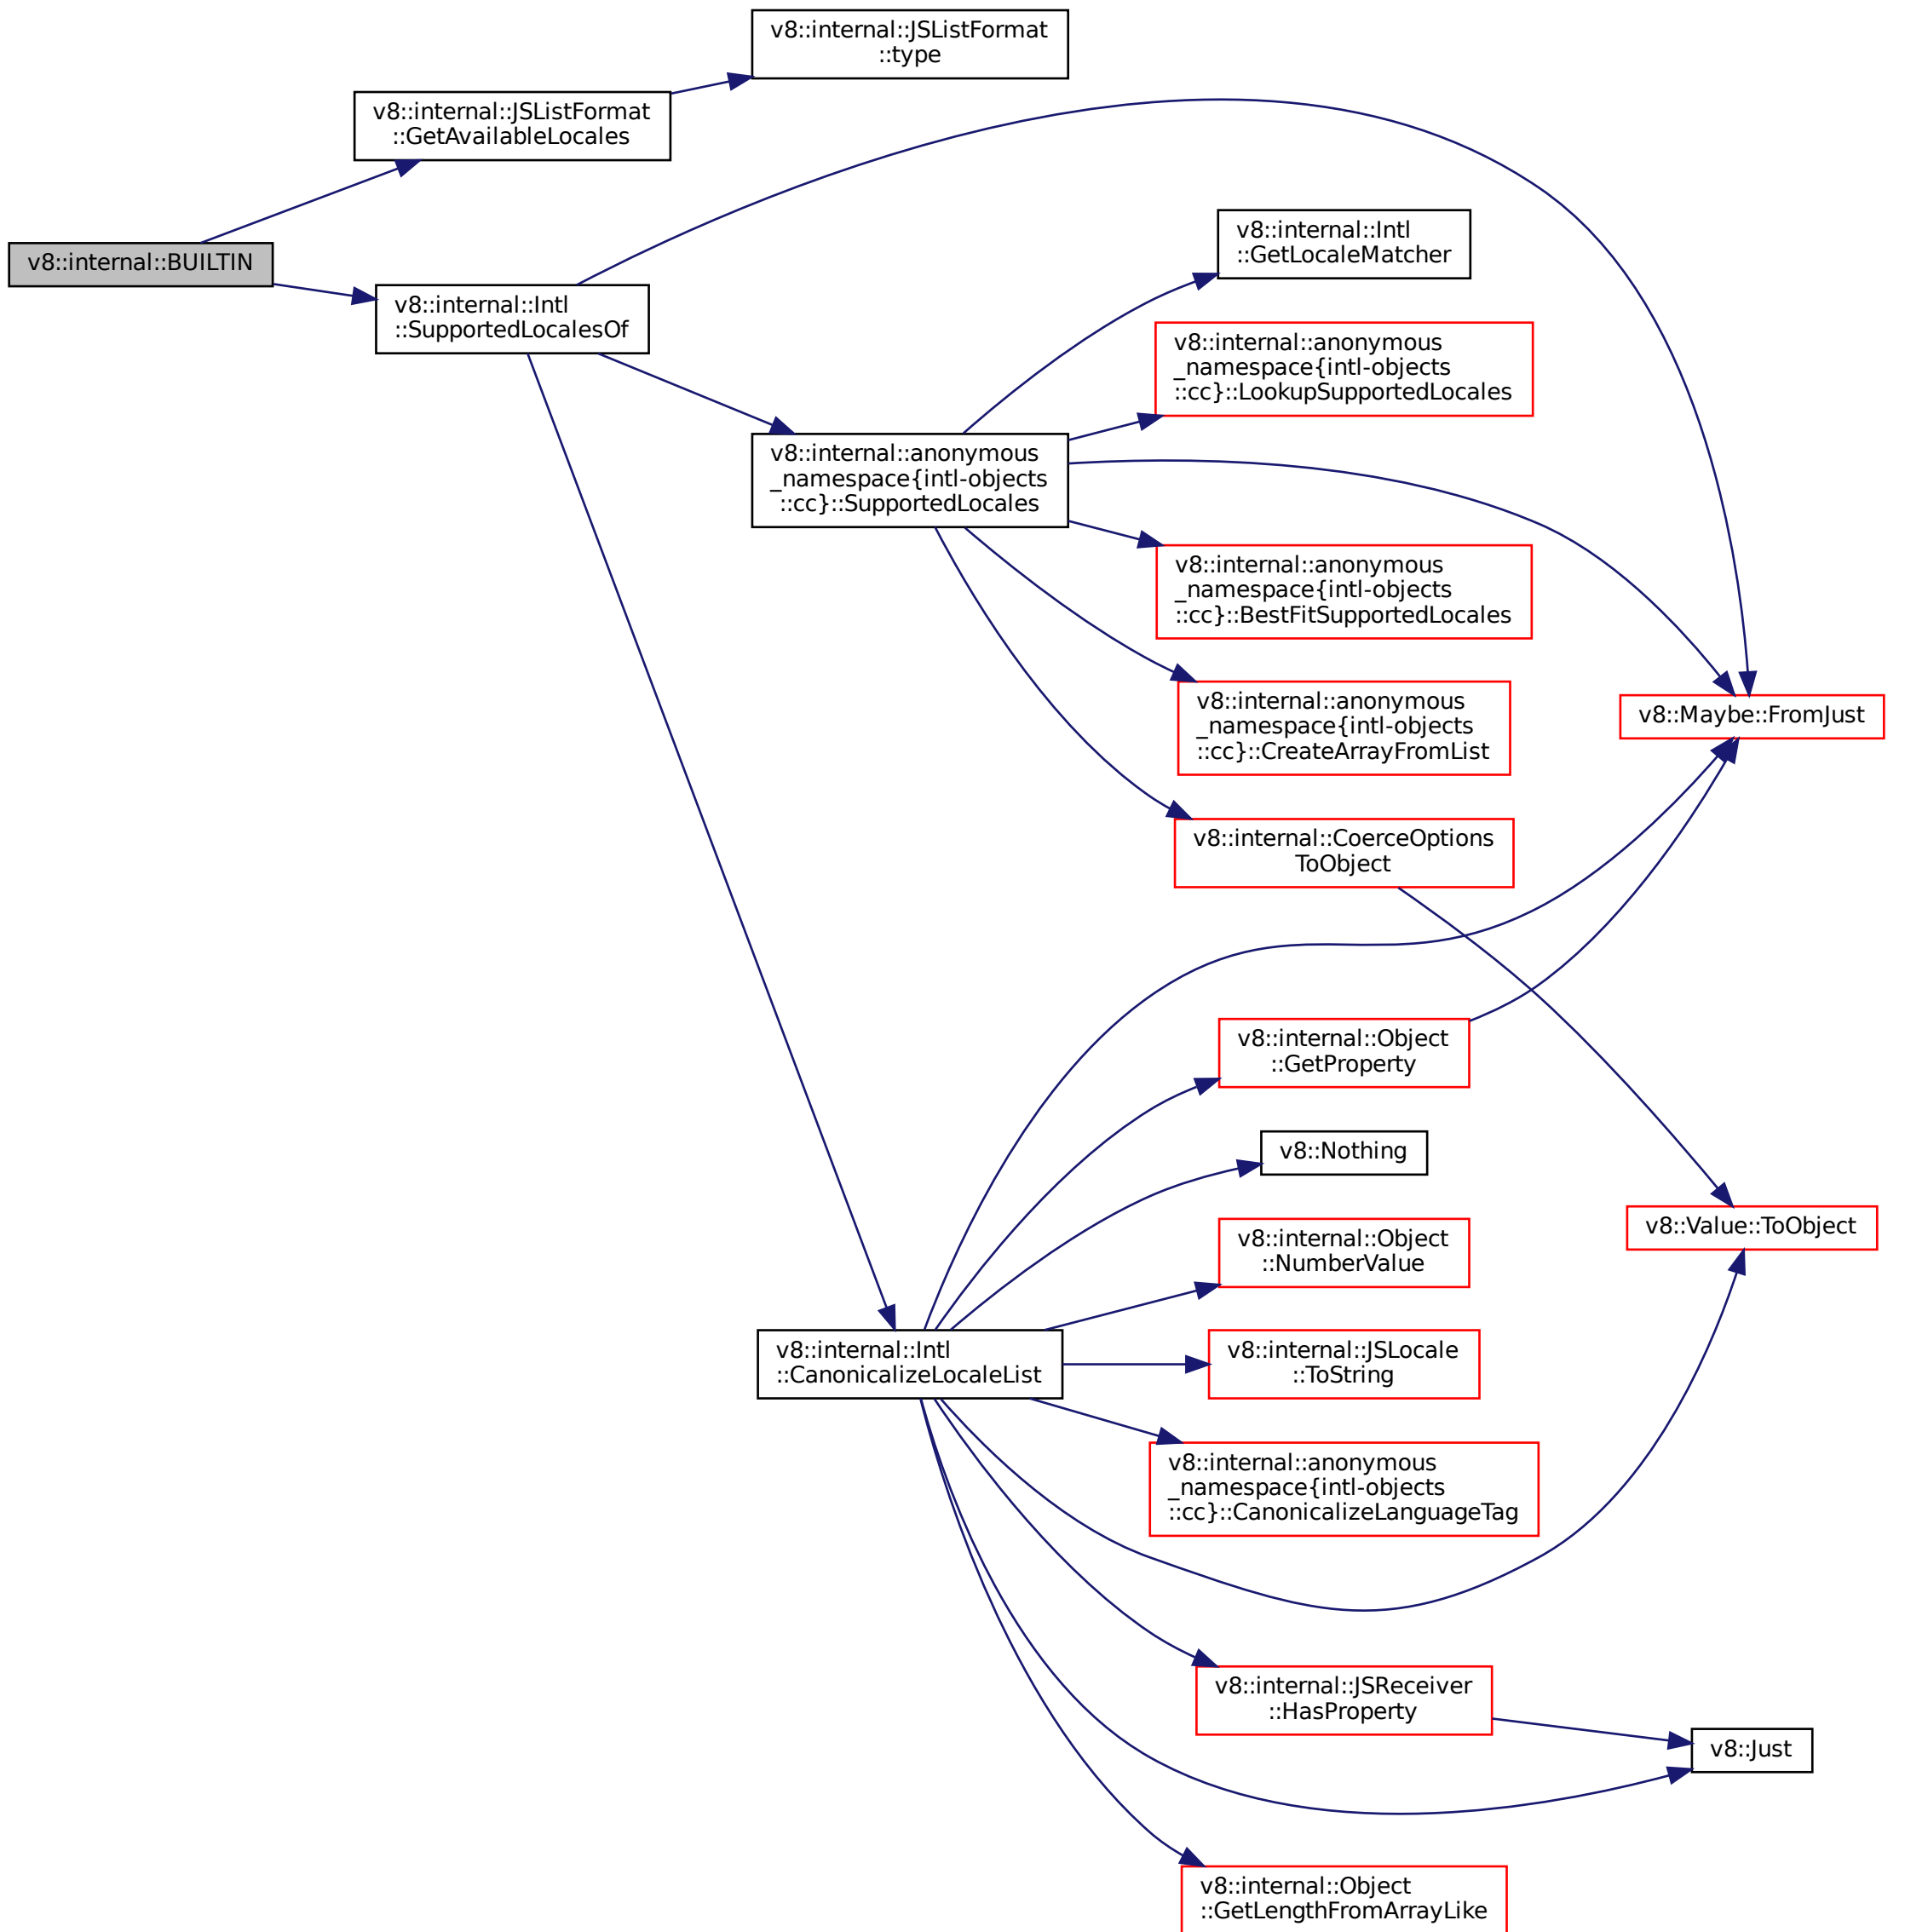 v8::internal::JSListFormat
::type
v8::internal::JSListFormat
::GetAvailableLocales
v8::internal::BUILTIN
v8::internal::Intl
::SupportedLocalesOf
v8::internal::Intl
::GetLocaleMatcher
v8::internal::anonymous
_namespace{intl-objects
::cc}::LookupSupportedLocales
v8::internal::anonymous
_namespace{intl-objects
::cc}::SupportedLocales
v8::internal::anonymous
_namespace{intl-objects
::cc}::BestFitSupportedLocales
v8::internal::anonymous
_namespace{intl-objects
::cc}::CreateArrayFromList
v8::Maybe::FromJust
v8::internal::CoerceOptions
ToObject
v8::internal::Object
::GetProperty
v8::Nothing
v8::internal::Object
::NumberValue
v8::Value::ToObject
v8::internal::Intl
::CanonicalizeLocaleList
v8::internal::JSLocale
::ToString
v8::internal::anonymous
_namespace{intl-objects
::cc}::CanonicalizeLanguageTag
v8::internal::JSReceiver
::HasProperty
v8::Just
v8::internal::Object
::GetLengthFromArrayLike